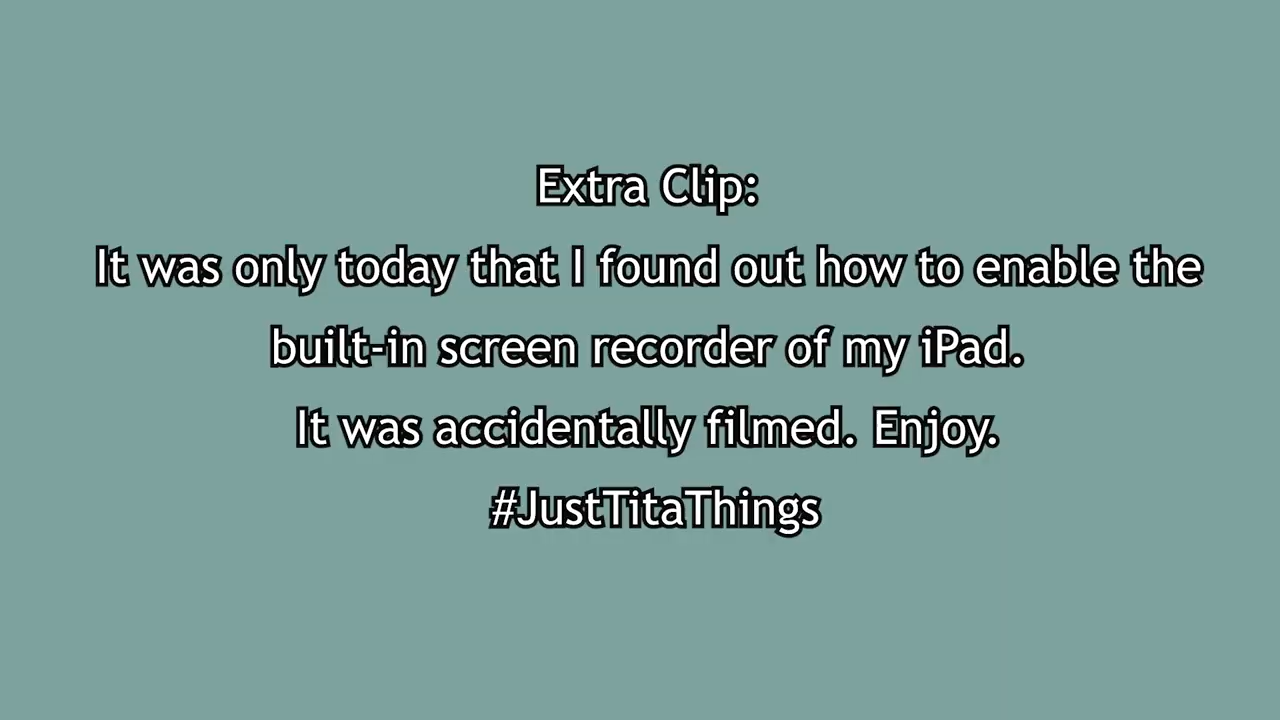 Extra Clip:
It was only today that I found out how to enable the
built-in screen recorder of my iPad.
It was accidentally filmed. Enjoy.
#JustTitaThings